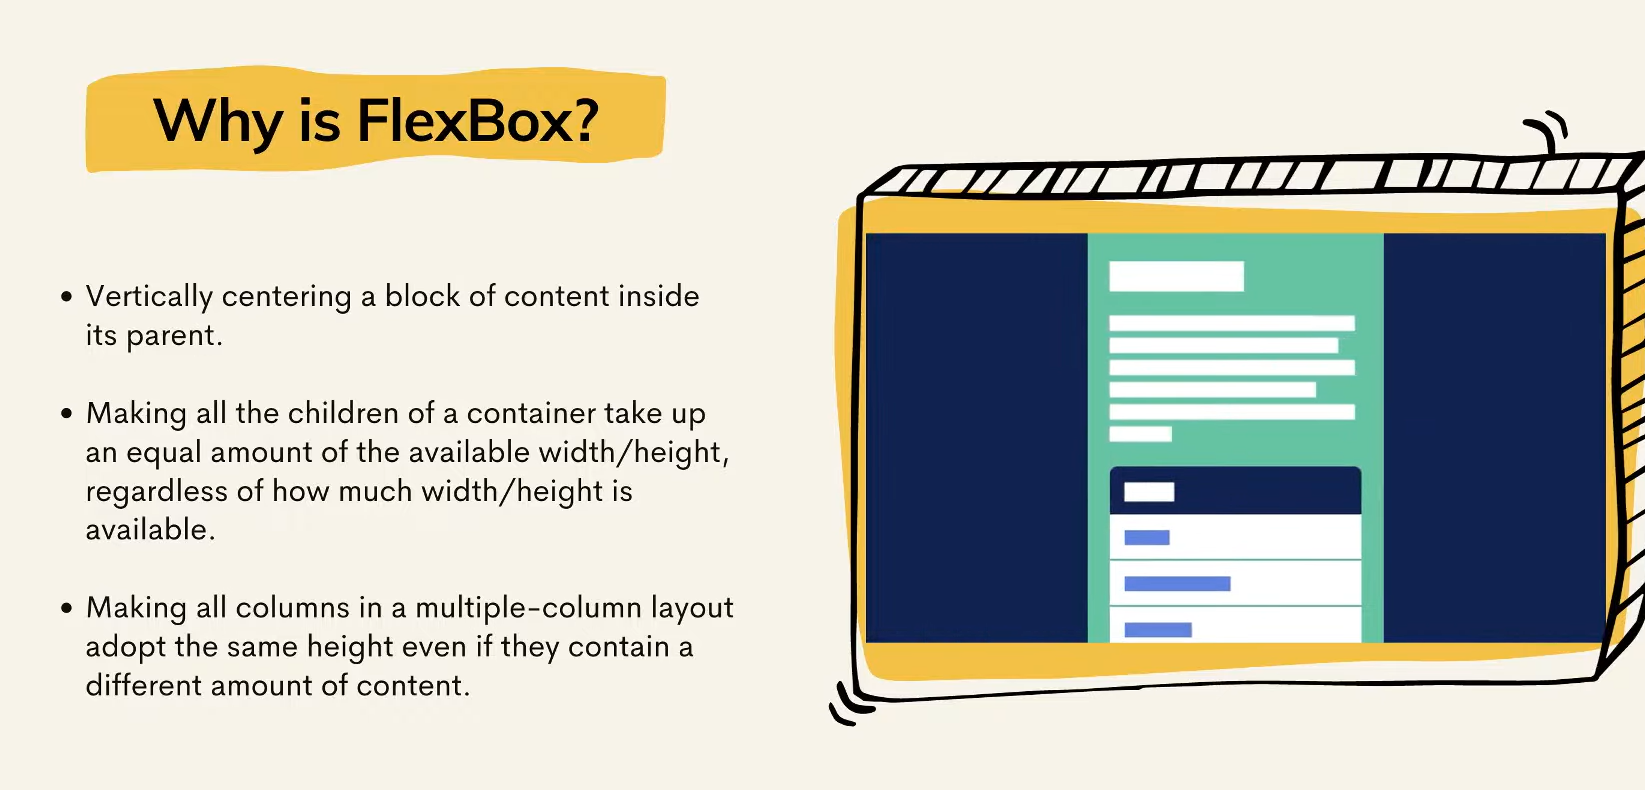 Why is FlexBox?
• Vertically centering a block of content inside
its parent.
• Making all the children of a container take up
an equal amount of the available width/height,
regardless of how much width/height is
available.
• Making all columns in a multiple-column layout
adopt the same height even if they contain a
different amount of content.